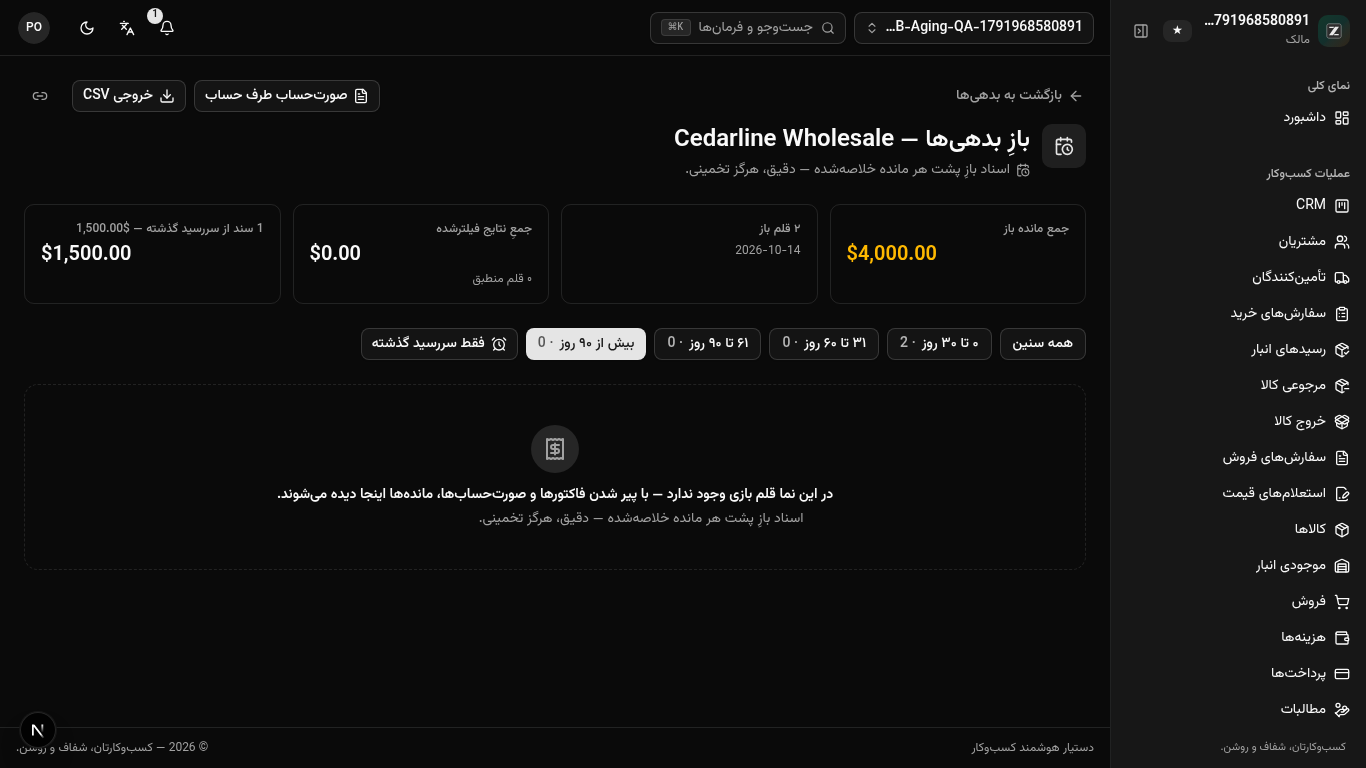 …791968580891
مالک
نمای کلی
داشبورد
عملیات کسب‌وکار
CRM
مشتریان
تأمین‌کنندگان
سفارش‌های خرید
رسیدهای انبار
مرجوعی کالا
خروج کالا
سفارش‌های فروش
استعلام‌های قیمت
کالاها
موجودی انبار
فروش
هزینه‌ها
پرداخت‌ها
مطالبات
کسب‌وکارتان، شفاف و روشن.
…B-Aging-QA-1791968580891
جست‌وجو و فرمان‌ها ⌘K
1
PO
بازگشت به بدهی‌ها
صورت‌حساب طرف حساب
خروجی CSV
بازِ بدهی‌ها — Cedarline Wholesale
اسناد بازِ پشت هر مانده خلاصه‌شده — دقیق، هرگز تخمینی.
جمع مانده باز
$4,000.00
۲ قلم باز
2026-10-14
جمعِ نتایج فیلترشده
$0.00
۰ قلم منطبق
1 سند از سررسید گذشته — $1,500.00
$1,500.00
همه سنین
۰ تا ۳۰ روز · 2
۳۱ تا ۶۰ روز · 0
۶۱ تا ۹۰ روز · 0
بیش از ۹۰ روز · 0
فقط سررسید گذشته
در این نما قلم بازی وجود ندارد — با پیر شدن فاکتورها و صورت‌حساب‌ها، مانده‌ها اینجا دیده می‌شوند.
اسناد بازِ پشت هر مانده خلاصه‌شده — دقیق، هرگز تخمینی.
دستیار هوشمند کسب‌وکار
© 2026 — کسب‌وکارتان، شفاف و روشن.